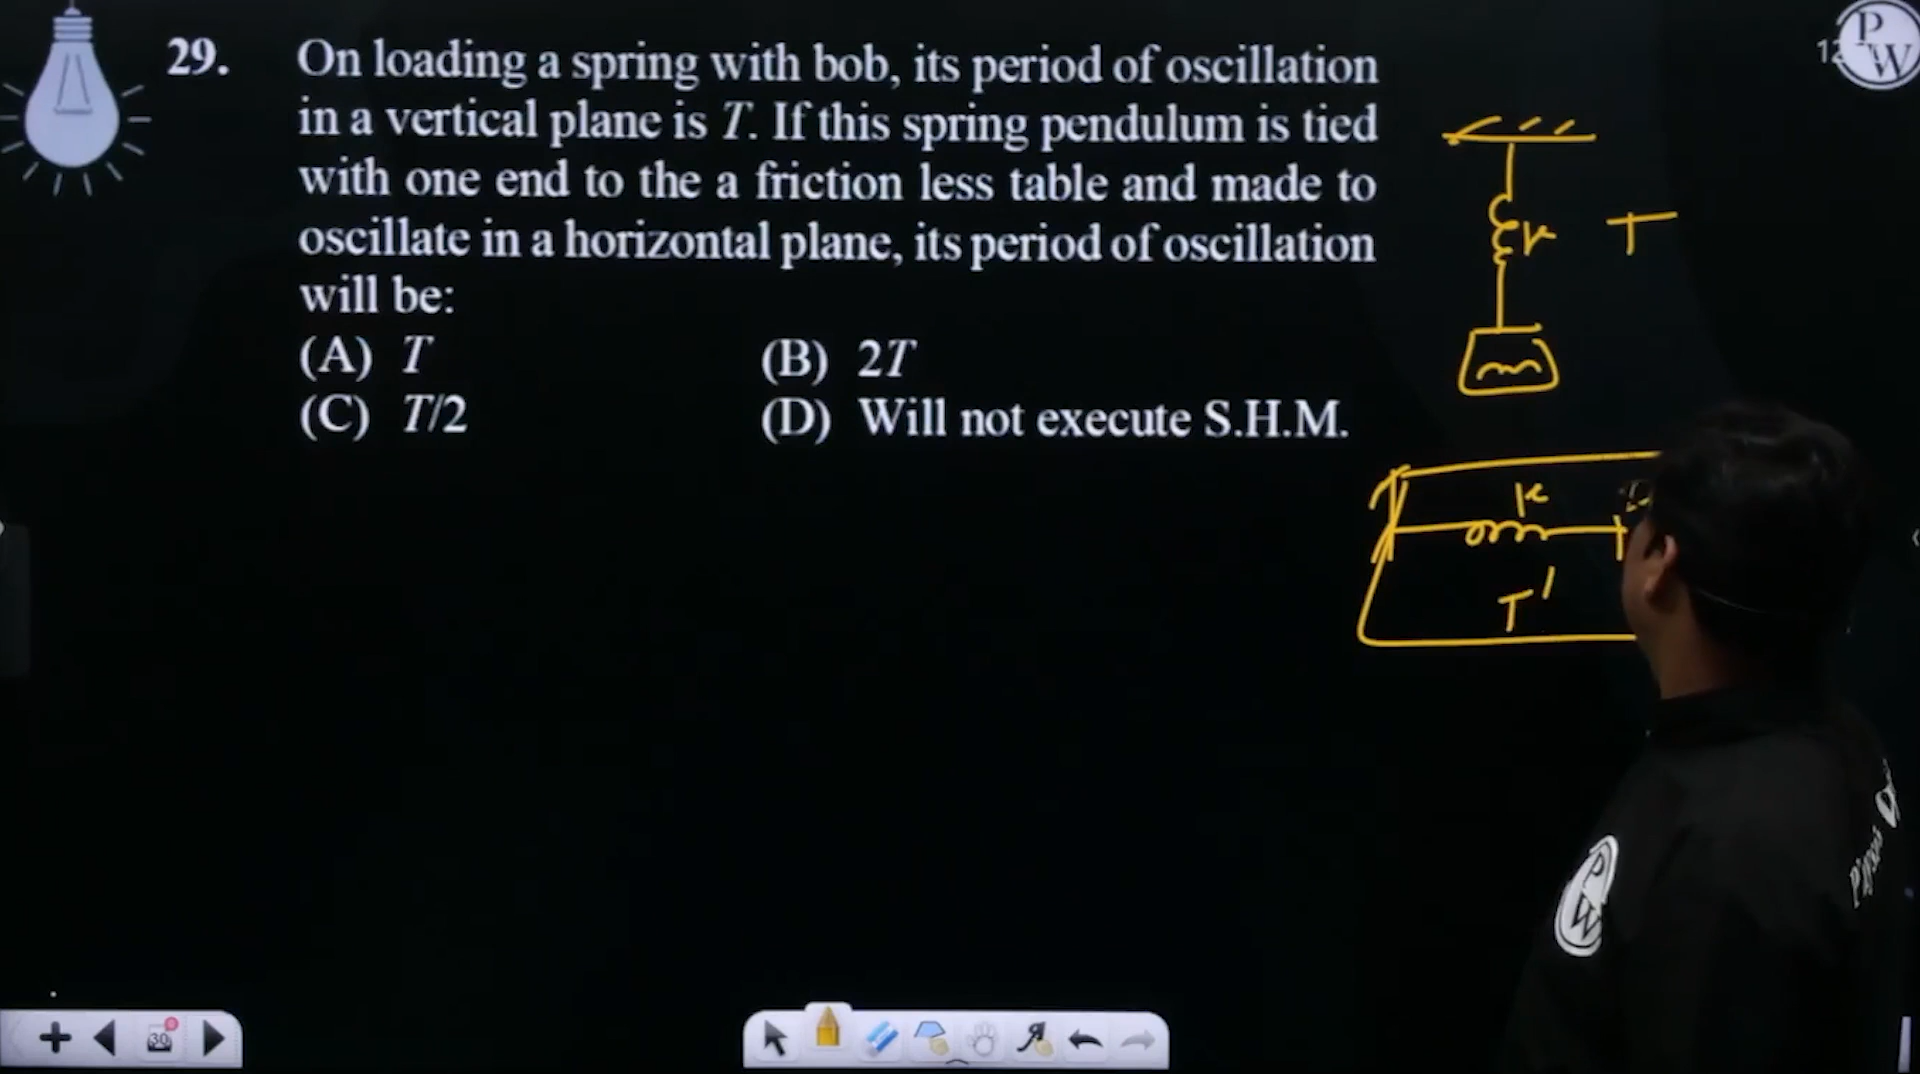 29. On loading a spring with bob, its period of oscillation
in a vertical plane is T. If this spring pendulum is tied
with one end to the a friction less table and made to
oscillate in a horizontal plane, its period of oscillation
will be:
(A) T (B) 2T
(C) T/2 (D) Will not execute S.H.M.
K T
m
K
T'
P
W
P
W
30